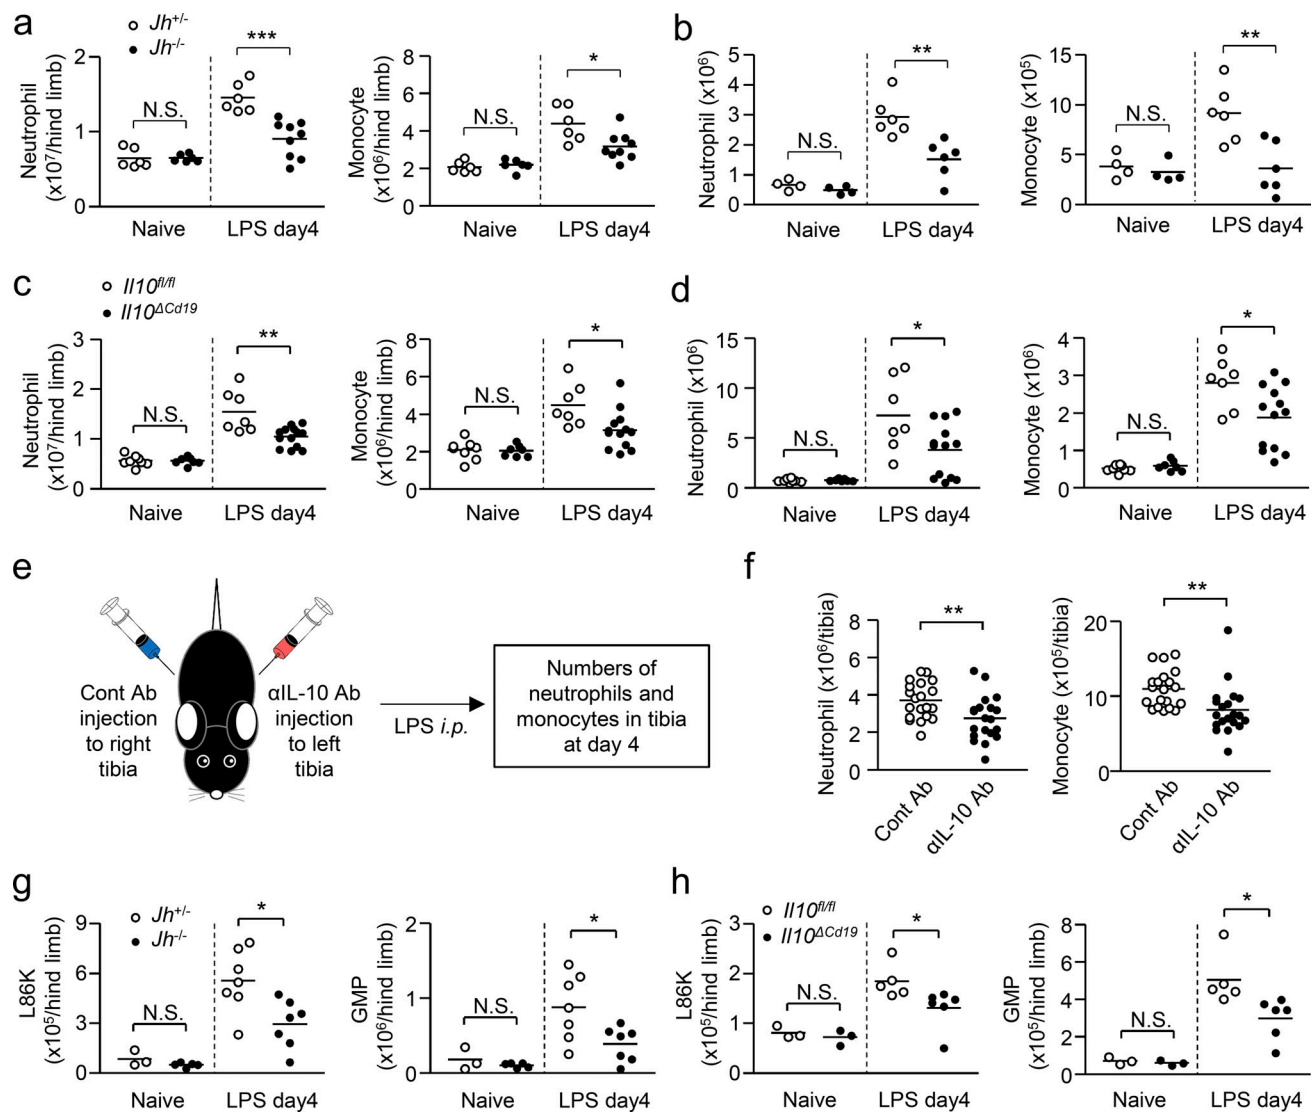 a
Jh+/-
Jh-/-
Neutrophil
(x10⁷/hind limb)
2
1
0
N.S.
***
Naive
LPS day4
Monocyte
(x10⁶/hind limb)
8
6
4
2
0
N.S.
*
Naive
LPS day4
b
Neutrophil (x10⁶)
5
4
3
2
1
0
N.S.
**
Naive
LPS day4
Monocyte (x10⁵)
15
10
5
0
N.S.
**
Naive
LPS day4
c
Il10fl/fl
Il10ΔCd19
Neutrophil
(x10⁷/hind limb)
3
2
1
0
N.S.
**
Naive
LPS day4
Monocyte
(x10⁶/hind limb)
8
6
4
2
0
N.S.
*
Naive
LPS day4
d
Neutrophil (x10⁶)
15
10
5
0
N.S.
*
Naive
LPS day4
Monocyte (x10⁶)
4
3
2
1
0
N.S.
*
Naive
LPS day4
e
Cont Ab
injection
to right
tibia
αIL-10 Ab
injection
to left
tibia
LPS i.p.
Numbers of
neutrophils and
monocytes in tibia
at day 4
f
Neutrophil (x10⁶/tibia)
8
6
4
2
0
**
Cont Ab
αIL-10 Ab
Monocyte (x10⁵/tibia)
20
10
0
**
Cont Ab
αIL-10 Ab
g
Jh+/-
Jh-/-
L86K
(x10⁵/hind limb)
9
6
3
0
N.S.
*
Naive
LPS day4
GMP
(x10⁶/hind limb)
2
1
0
N.S.
*
Naive
LPS day4
h
Il10fl/fl
Il10ΔCd19
L86K
(x10⁵/hind limb)
3
2
1
0
N.S.
*
Naive
LPS day4
GMP
(x10⁵/hind limb)
8
6
4
2
0
N.S.
*
Naive
LPS day4